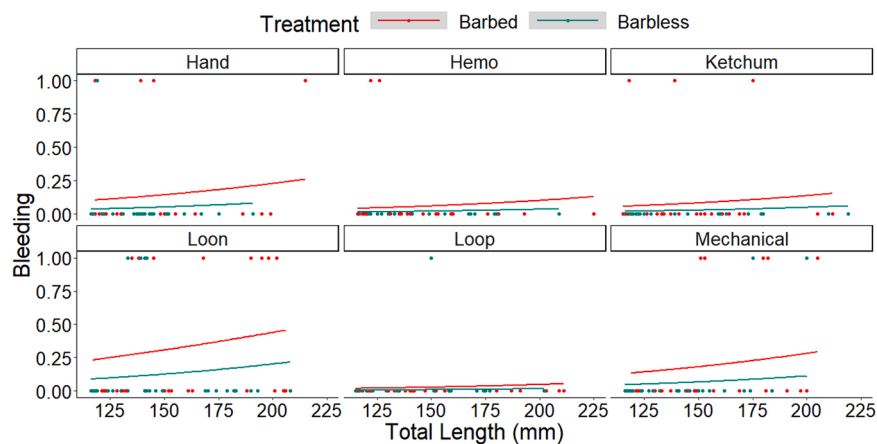 Treatment Barbed Barbless
Hand Hemo Ketchum
1.00
0.75
0.50
0.25
0.00
Loon Loop Mechanical
1.00
0.75
0.50
0.25
0.00
Bleeding
125 150 175 200 225 125 150 175 200 225 125 150 175 200 225
Total Length (mm)